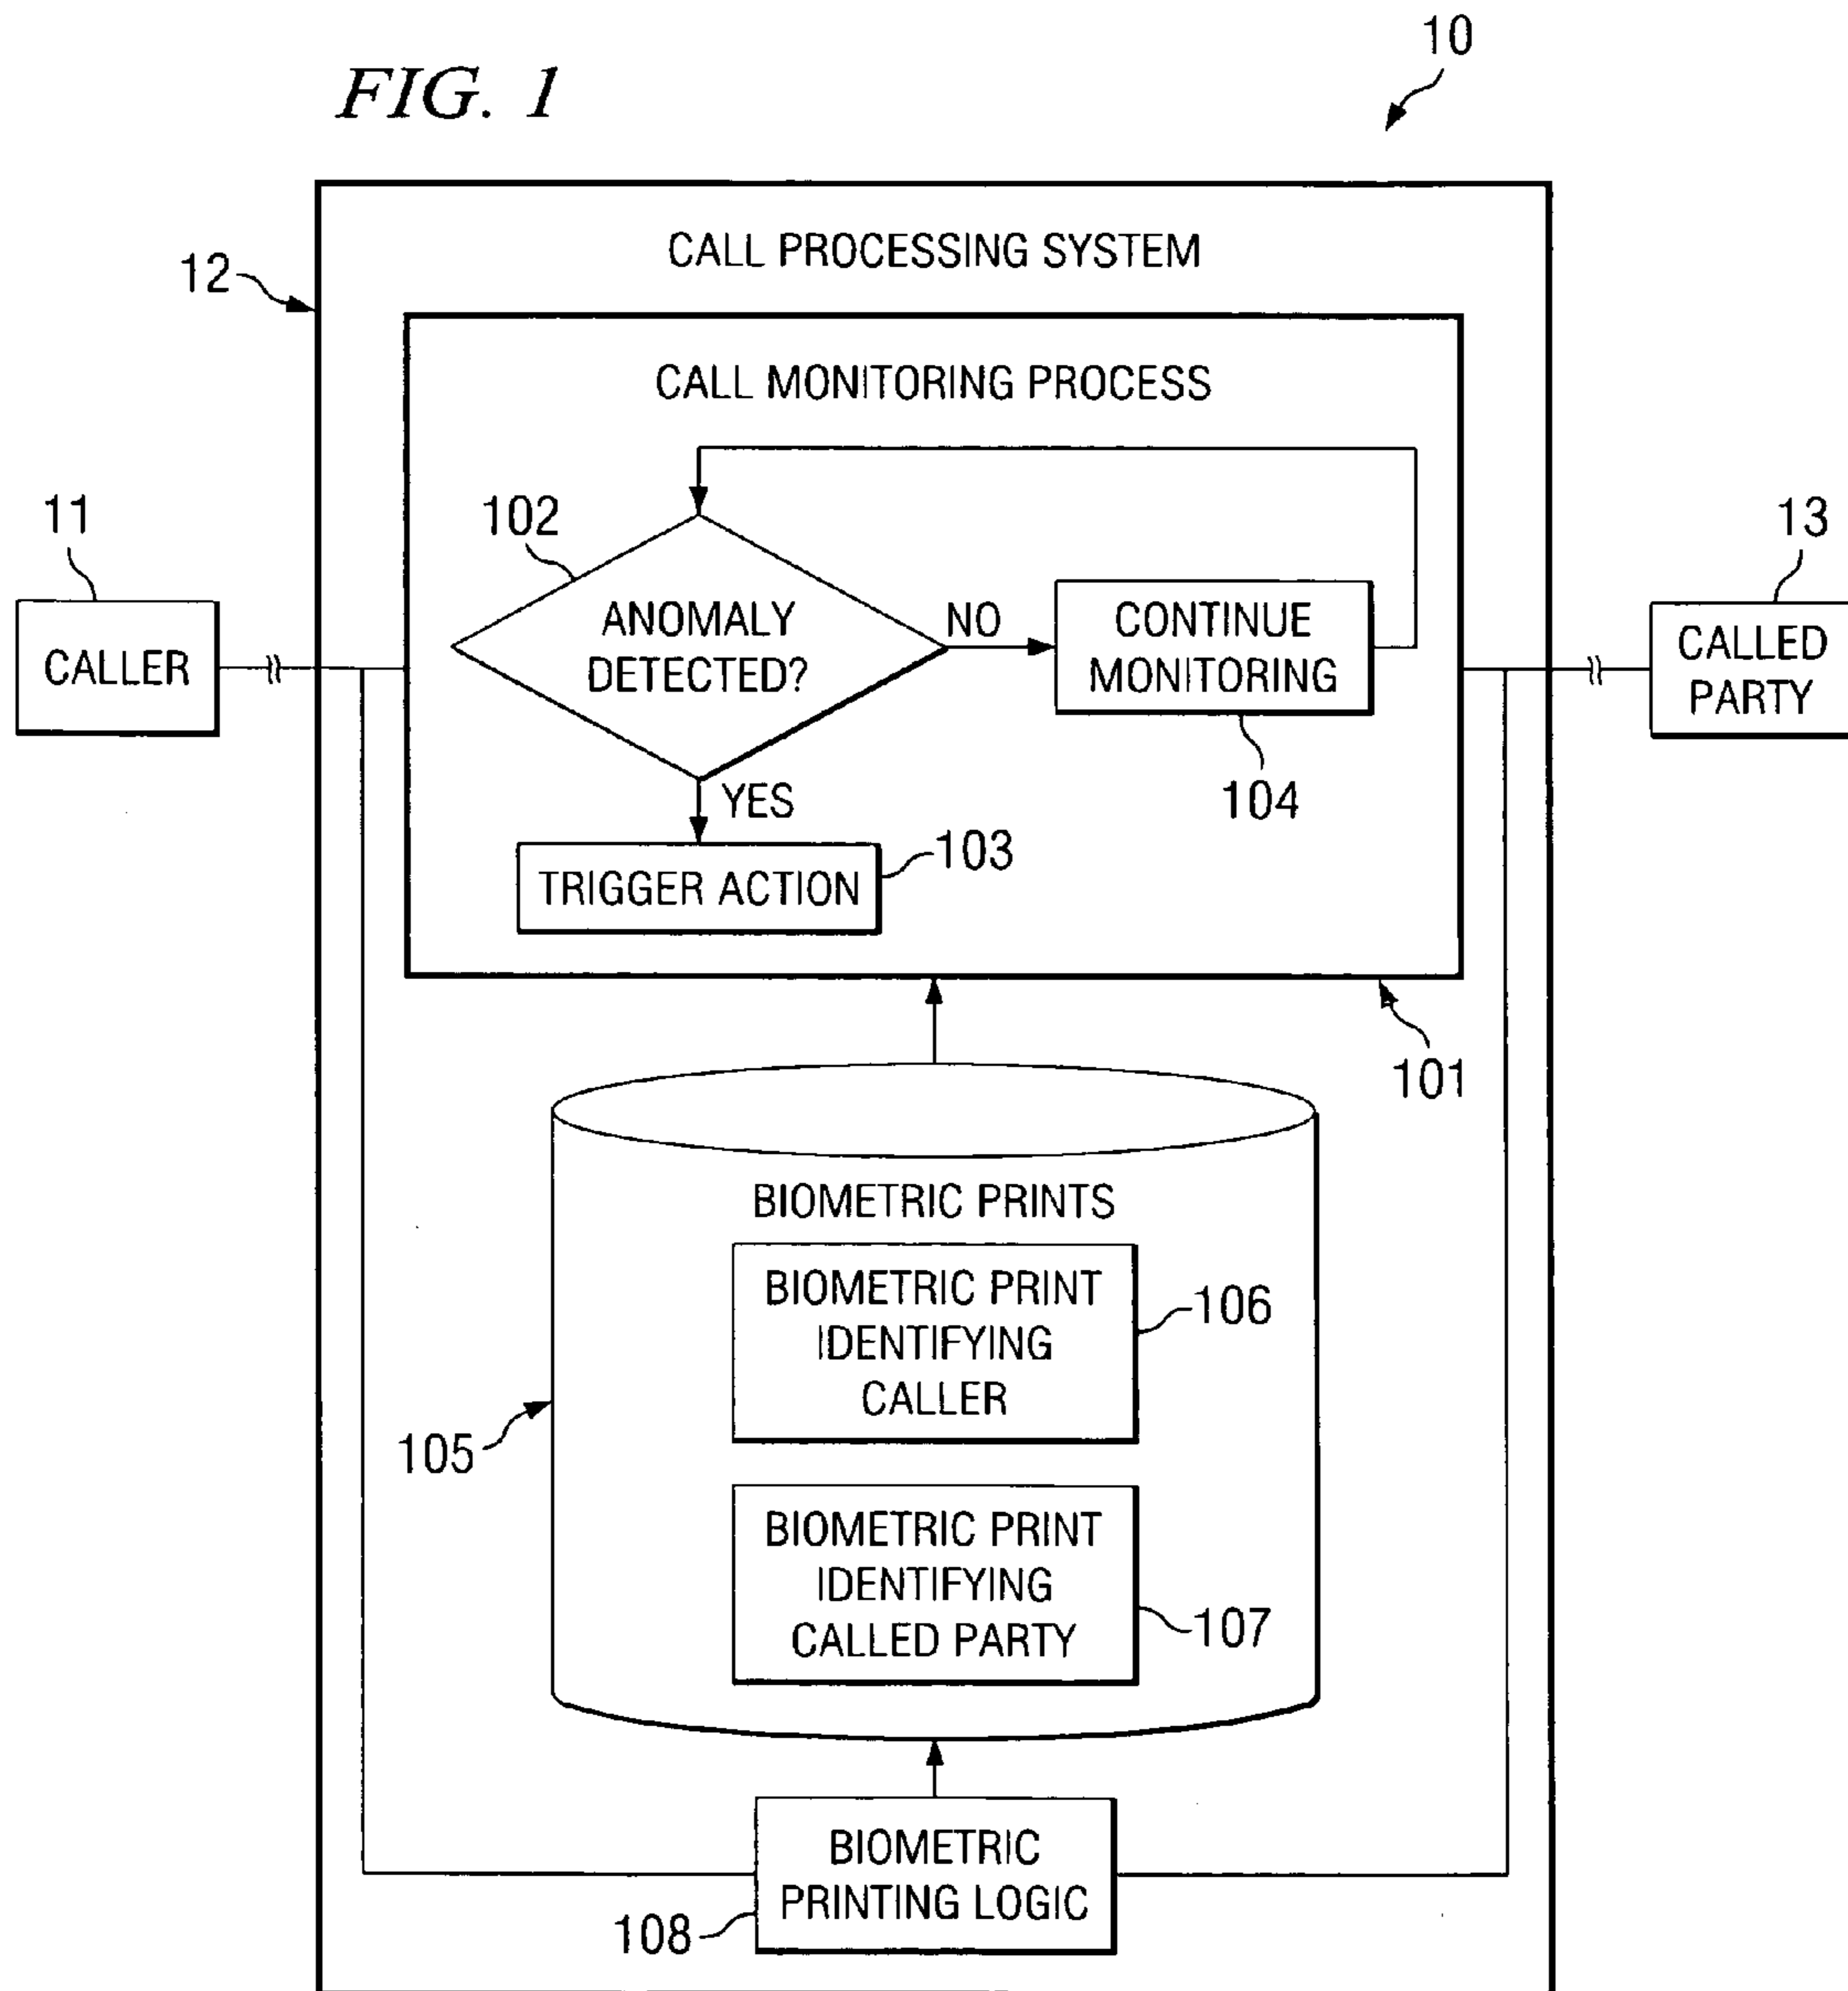 FIG. 1
10
CALL PROCESSING SYSTEM
12
CALL MONITORING PROCESS
11
102
13
CALLER
ANOMALY
DETECTED?
NO
CONTINUE
MONITORING
CALLED
PARTY
104
YES
103
TRIGGER ACTION
101
BIOMETRIC PRINTS
BIOMETRIC PRINT
IDENTIFYING
CALLER
106
105
BIOMETRIC PRINT
IDENTIFYING
CALLED PARTY
107
BIOMETRIC
PRINTING LOGIC
108